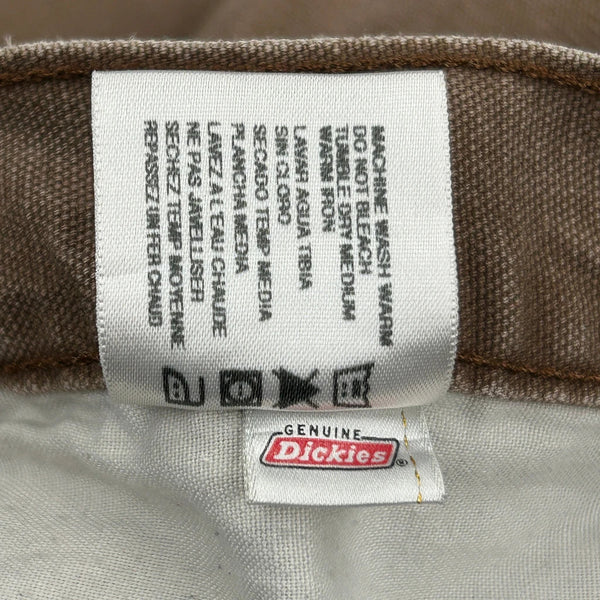 MACHINE WASH WARM
DO NOT BLEACH
TUMBLE DRY MEDIUM
WARM IRON
LAVAR AGUA TIBIA
SIN CLORO
SECADO TEMP MEDIA
PLANCHA MEDIA
LAVEZ A L'EAU CHAUDE
NE PAS JAVELLISER
SECHEZ TEMP MOYENNE
REPASSEZ UN FER CHAUD
GENUINE
Dickies®